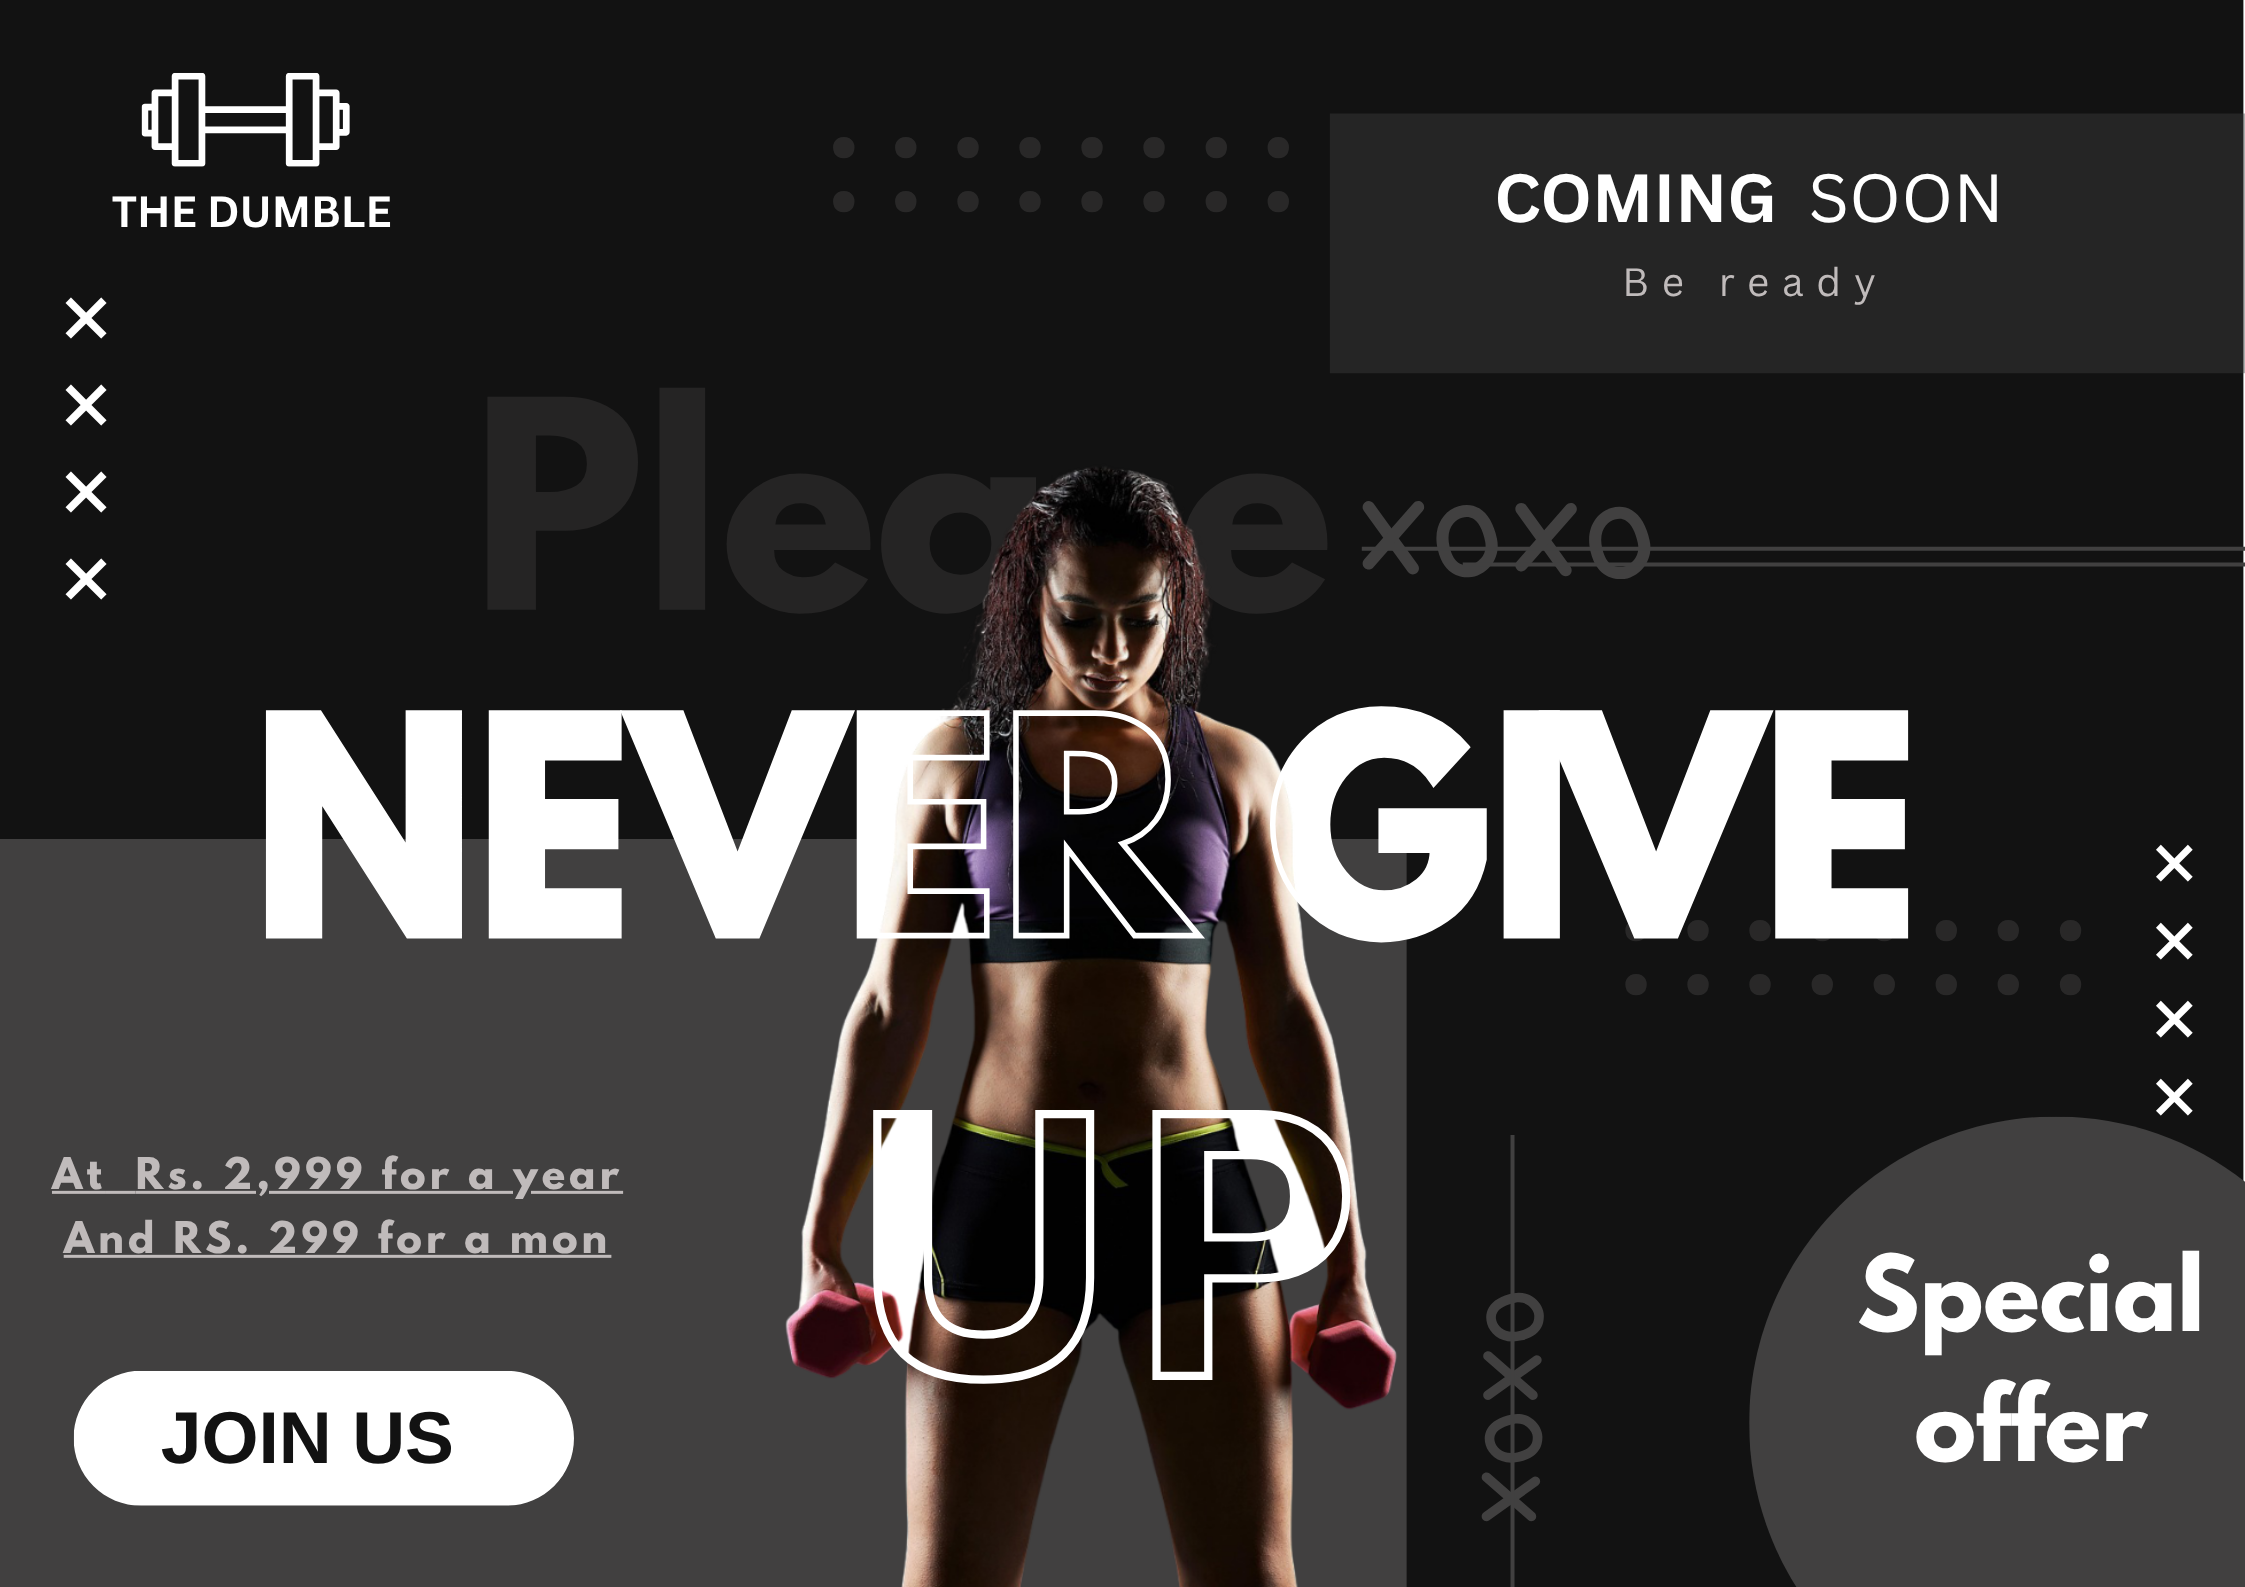 THE DUMBLE
COMING SOON
Be ready
Please
xoxo
NEVER GIVE
UP
At Rs. 2,999 for a year
And RS. 299 for a mon
JOIN US
xoxo
Special
offer